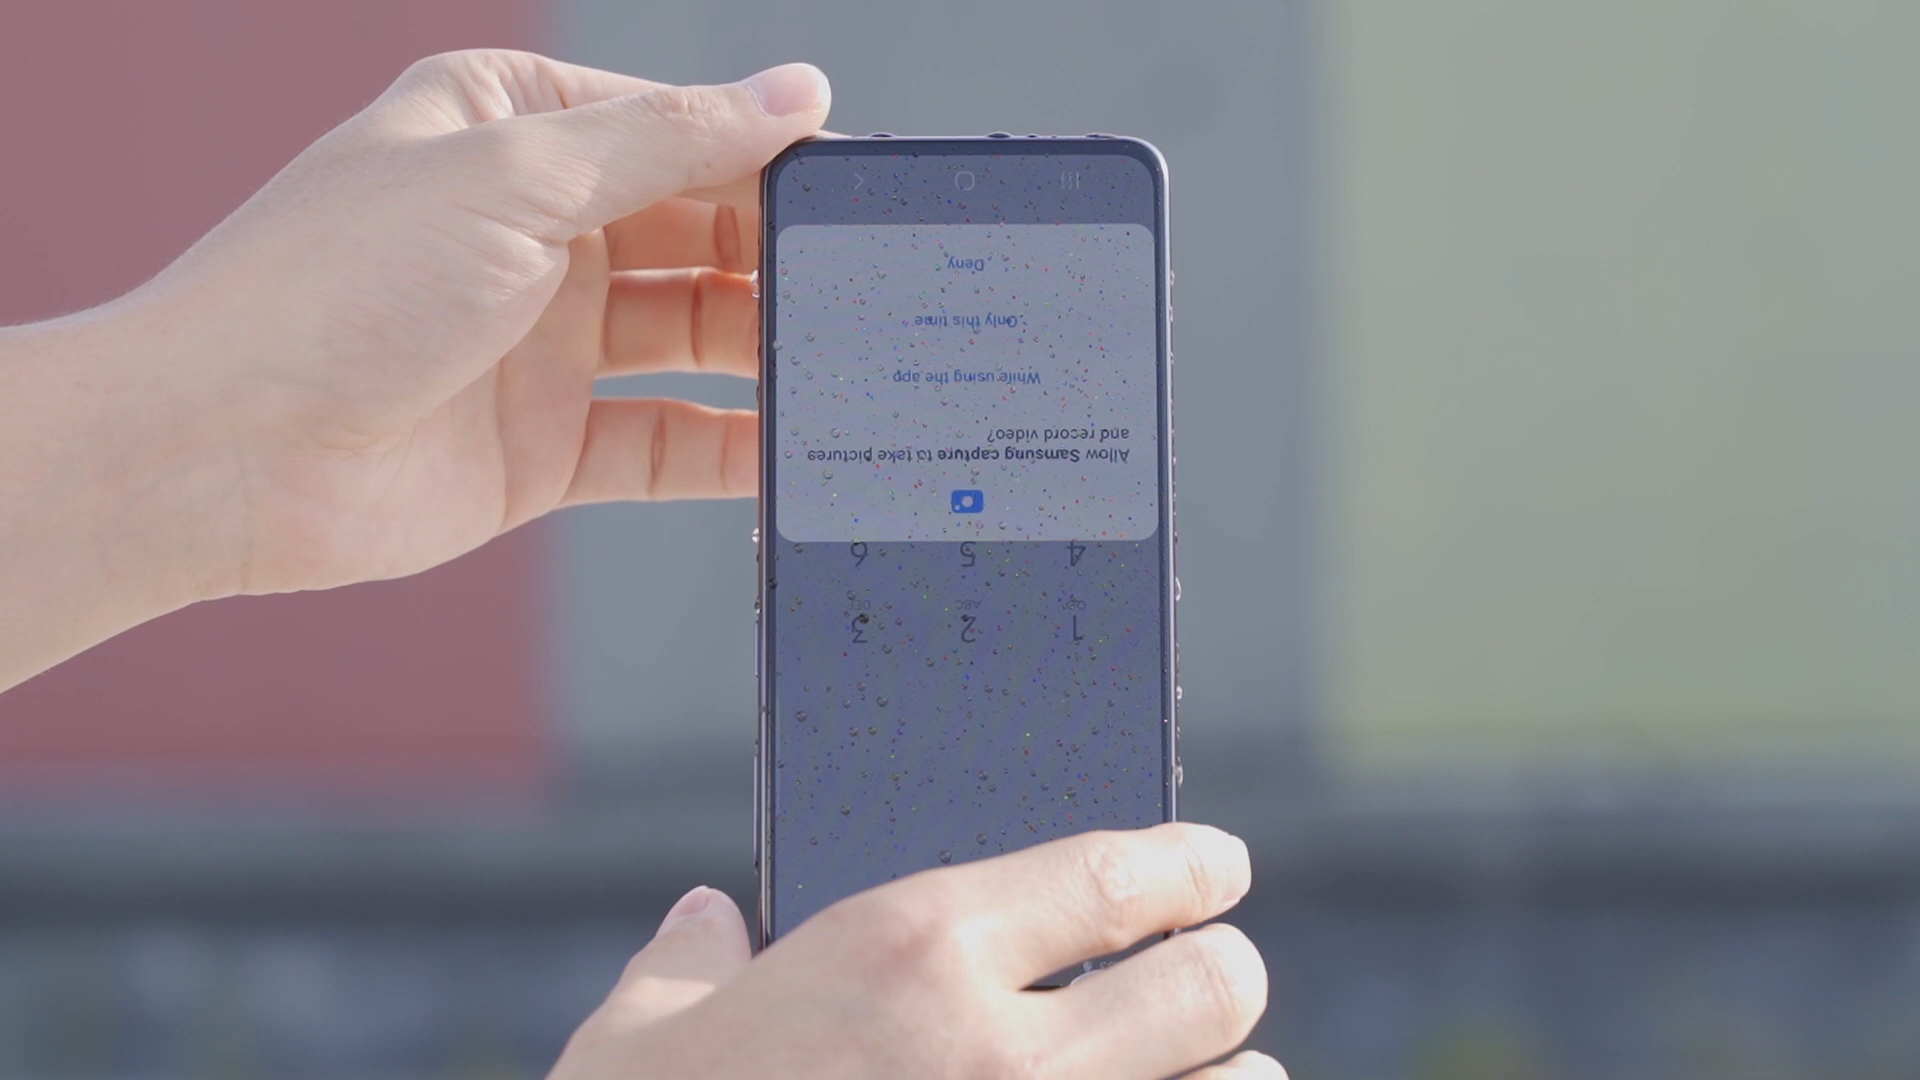 1 2 3
QD ABC DEF
4 5 6
Allow Samsung capture to take pictures
and record video?
While using the app
Only this time
Deny